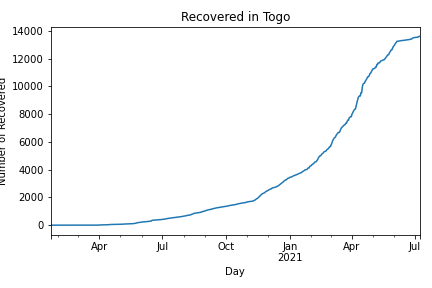 Recovered in Togo
Number of Recovered
14000
12000
10000
8000
6000
4000
2000
0
Apr
Jul
Oct
Jan
2021
Apr
Jul
Day